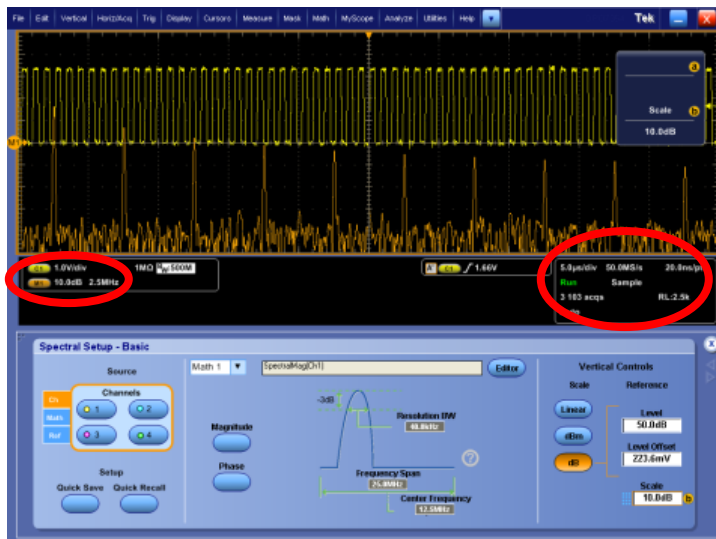 File Edit Vertical Horiz/Acq Trig Display Cursors Measure Mask Math MyScope Analyze Utilities Help Tek
a
Scale b
10.0dB
M1
C1 1.0V/div 1MΩ BW:500M
M1 10.0dB 2.5MHz
A' C1 1.66V
5.0µs/div 50.0MS/s 20.0ns/pt
Run Sample
3 103 acqs RL:2.5k
Spectral Setup - Basic
Source
Math 1 SpectralMag(Ch1) Editor
Vertical Controls
Channels
Ch
Math
Ref
1 2
3 4
Setup
Quick Save Quick Recall
Magnitude
Phase
-3dB
Resolution BW
Frequency Span
25.0MHz
Center Frequency
12.5MHz
Scale Reference
Linear
dBm
dB
Level
50.0dB
Level Offset
223.6mV
Scale
10.0dB b